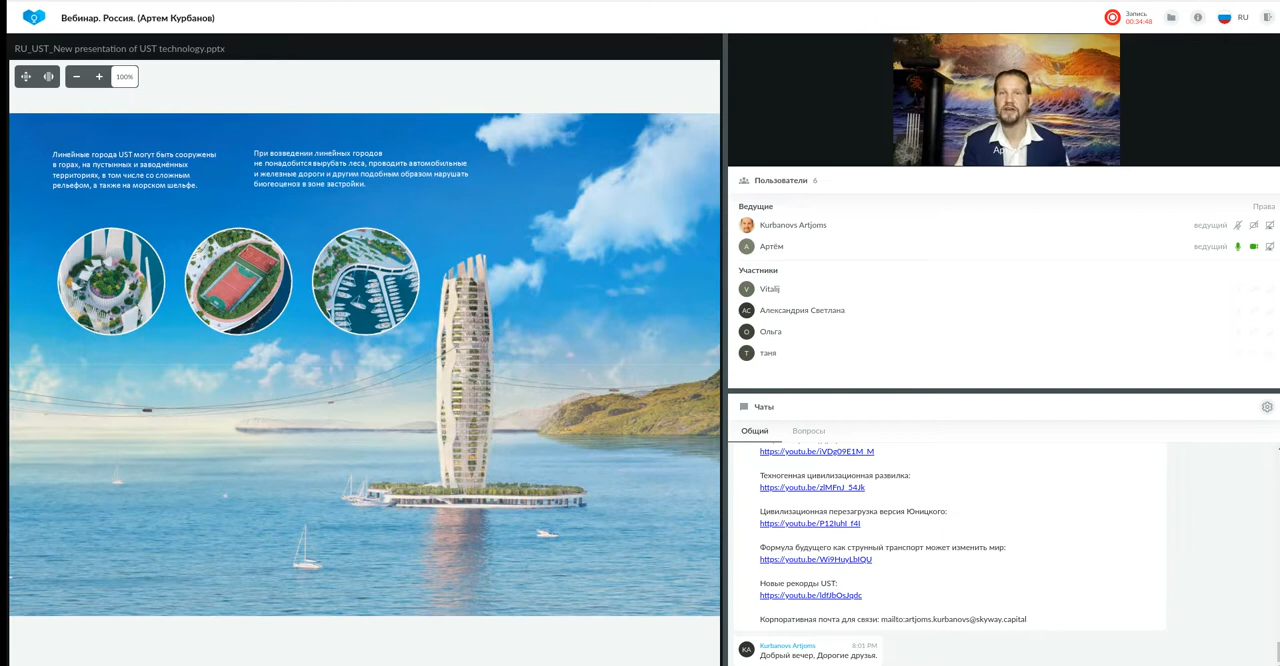 Вебинар. Россия. (Артем Курбанов)
Запись
00:34:48
RU
RU_UST_New presentation of UST technology.pptx
100%
Линейные города UST могут быть сооружены
в горах, на пустынных и заводнённых
территориях, в том числе со сложным
рельефом, а также на морском шельфе.
При возведении линейных городов
не понадобится вырубать леса, проводить автомобильные
и железные дороги и другим подобным образом нарушать
биогеоценоз в зоне застройки.
Пользователи 6
Ведущие
Права
Kurbanovs Artjoms
ведущий
А
Артём
ведущий
Участники
V
Vitalij
АС
Александрия Светлана
О
Ольга
Т
таня
Чаты
Общий
Вопросы
https://youtu.be/iVDg09E1M_M
Техногенная цивилизационная развилка:
https://youtu.be/zlMFnJ_54Jk
Цивилизационная перезагрузка версия Юницкого:
https://youtu.be/P12Iuhl_f4I
Формула будущего как струнный транспорт может изменить мир:
https://youtu.be/Wi9HuyLbIQU
Новые рекорды UST:
https://youtu.be/ldfJbOsJqdc
Корпоративная почта для связи: mailto:artjoms.kurbanovs@skyway.capital
KA
Kurbanovs Artjoms
8:01 PM
Добрый вечер. Дорогие друзья.